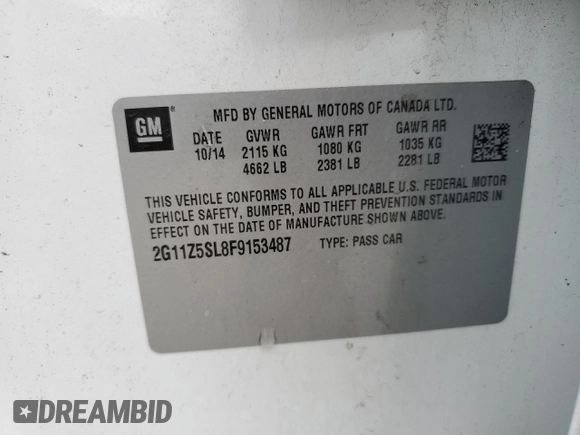 GM
MFD BY GENERAL MOTORS OF CANADA LTD.
DATE GVWR GAWR FRT GAWR RR
10/14 2115 KG 1080 KG 1035 KG
4662 LB 2381 LB 2281 LB
THIS VEHICLE CONFORMS TO ALL APPLICABLE U.S. FEDERAL MOTOR
VEHICLE SAFETY, BUMPER, AND THEFT PREVENTION STANDARDS IN
EFFECT ON THE DATE OF MANUFACTURE SHOWN ABOVE.
2G11Z5SL8F9153487 TYPE: PASS CAR
DREAMBID